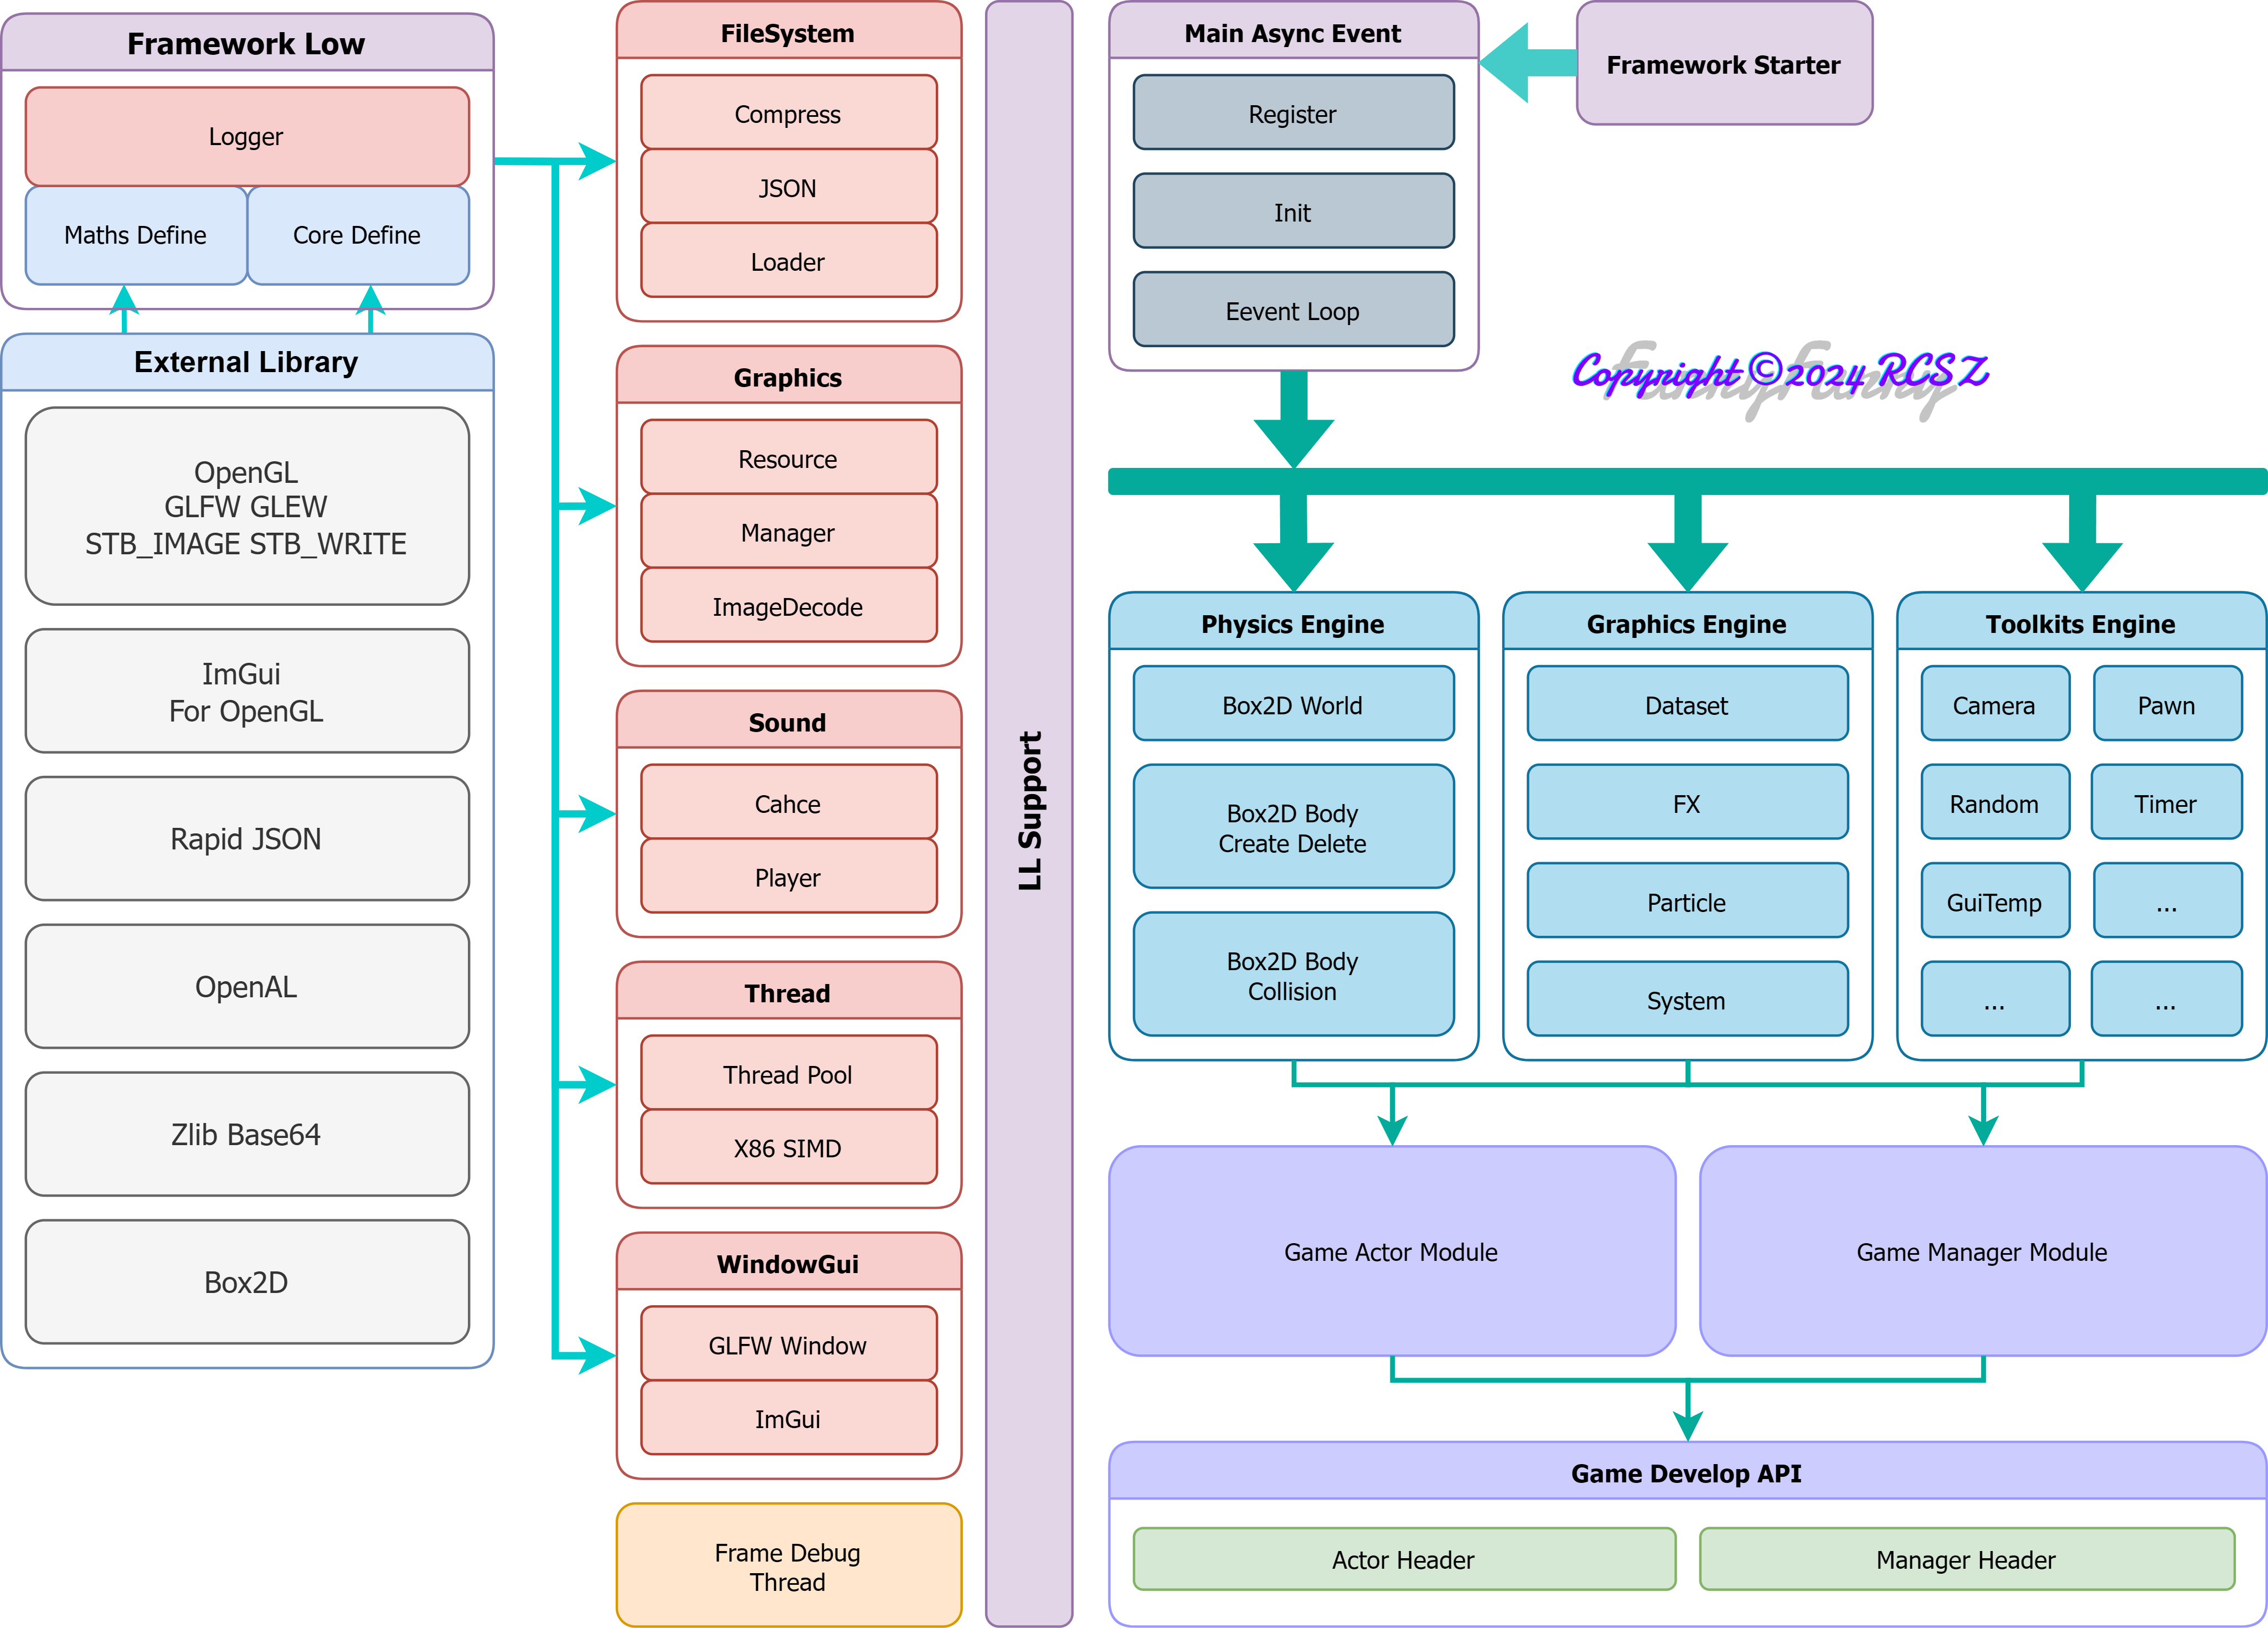 Framework Low
Logger
Maths Define
Core Define
External Library
OpenGL
GLFW GLEW
STB_IMAGE STB_WRITE
ImGui
For OpenGL
Rapid JSON
OpenAL
Zlib Base64
Box2D
FileSystem
Compress
JSON
Loader
Graphics
Resource
Manager
ImageDecode
Sound
Cahce
Player
Thread
Thread Pool
X86 SIMD
WindowGui
GLFW Window
ImGui
Frame Debug
Thread
LL Support
Main Async Event
Register
Init
Eevent Loop
Framework Starter
Copyright ©2024 RCSZ
FunnyFunny
Physics Engine
Box2D World
Box2D Body
Create Delete
Box2D Body
Collision
Graphics Engine
Dataset
FX
Particle
System
Toolkits Engine
Camera
Pawn
Random
Timer
GuiTemp
...
...
...
Game Actor Module
Game Manager Module
Game Develop API
Actor Header
Manager Header